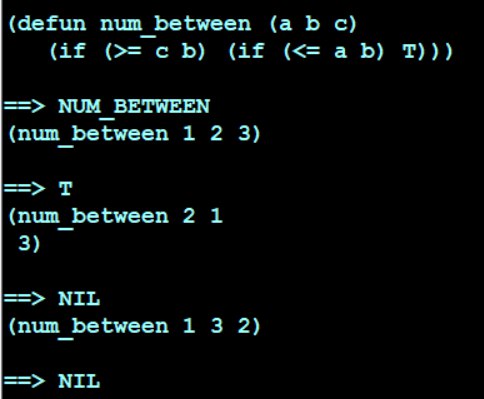 (defun num_between (a b c)
(if (>= c b) (if (<= a b) T)))
==> NUM_BETWEEN
(num_between 1 2 3)
==> T
(num_between 2 1
3)
==> NIL
(num_between 1 3 2)
==> NIL